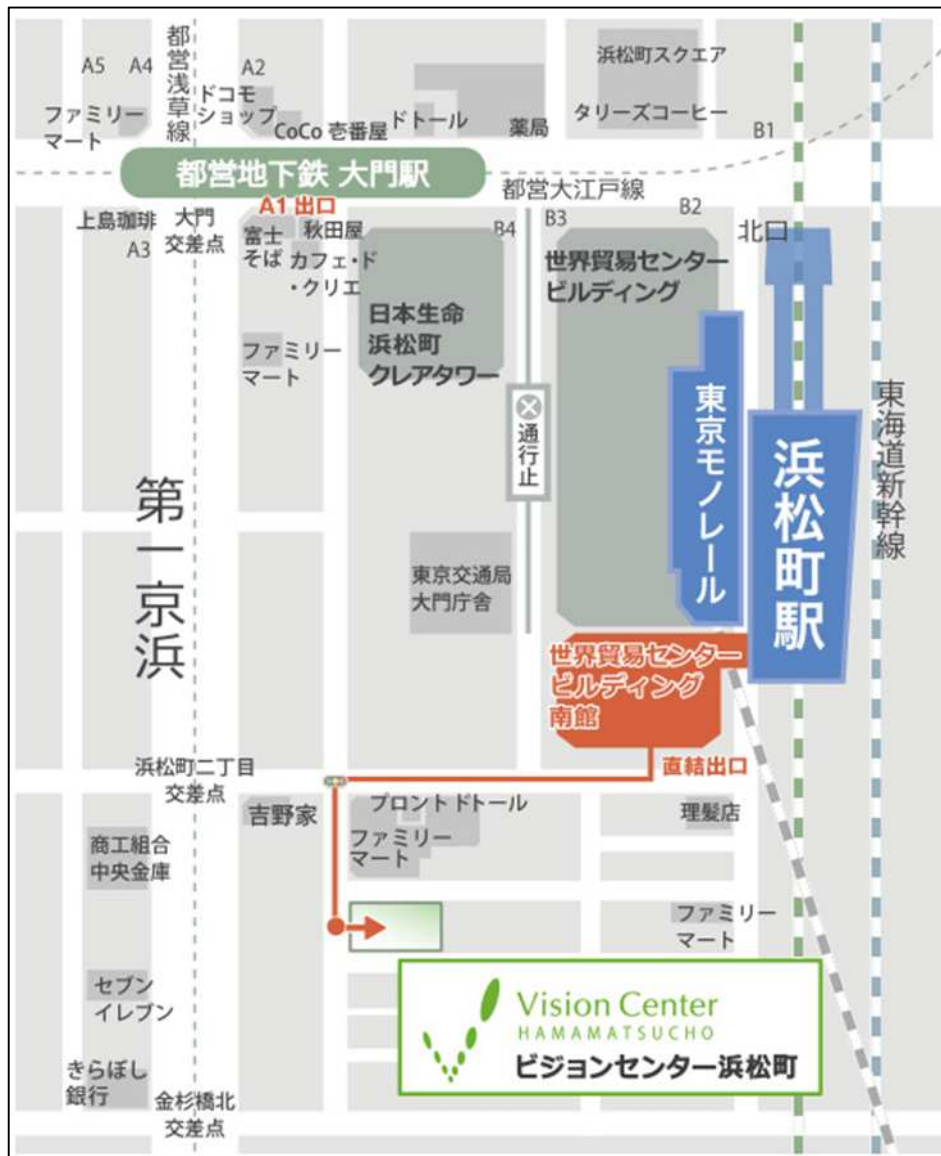 都営浅草線
A5
A4
A2
ファミリー
マート
ドコモ
ショップ
CoCo 壱番屋
ドトール
薬局
浜松町スクエア
タリーズコーヒー
B1
都営地下鉄 大門駅
都営大江戸線
A1 出口
上島珈琲
A3
大門
交差点
富士
そば
秋田屋
カフェ・ド
・クリエ
B4
B3
B2
北口
世界貿易センター
ビルディング
日本生命
浜松町
クレアタワー
ファミリー
マート
通行止
東京モノレール
浜松町駅
東海道新幹線
第一京浜
東京交通局
大門庁舎
世界貿易センター
ビルディング
南館
直結出口
浜松町二丁目
交差点
吉野家
プロント
ドトール
ファミリー
マート
理髪店
商工組合
中央金庫
ファミリー
マート
セブン
イレブン
きらぼし
銀行
金杉橋北
交差点
Vision Center
HAMAMATSUCHO
ビジョンセンター浜松町